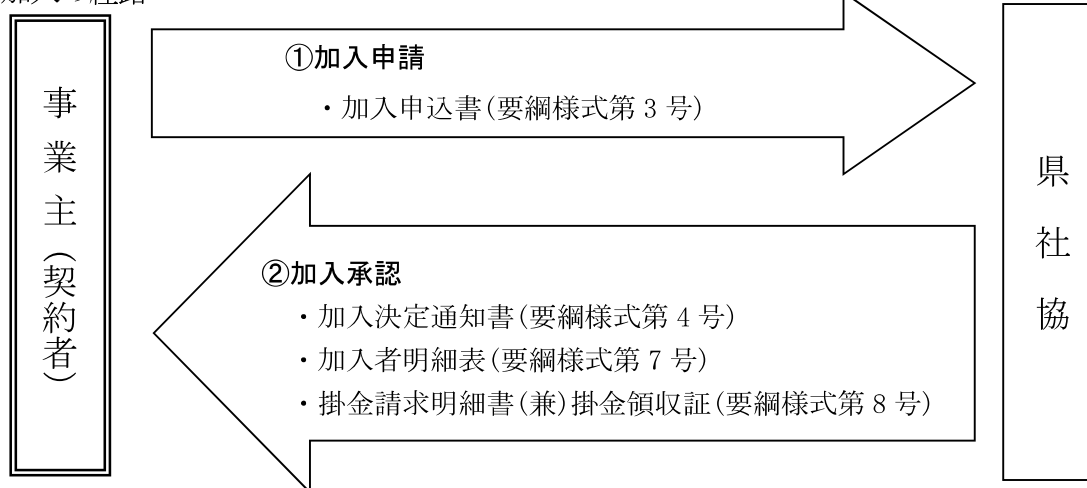 事業主（契約者）
①加入申請
・加入申込書(要綱様式第 3 号)
②加入承認
・加入決定通知書(要綱様式第 4 号)
・加入者明細表(要綱様式第 7 号)
・掛金請求明細書(兼)掛金領収証(要綱様式第 8 号)
県社協